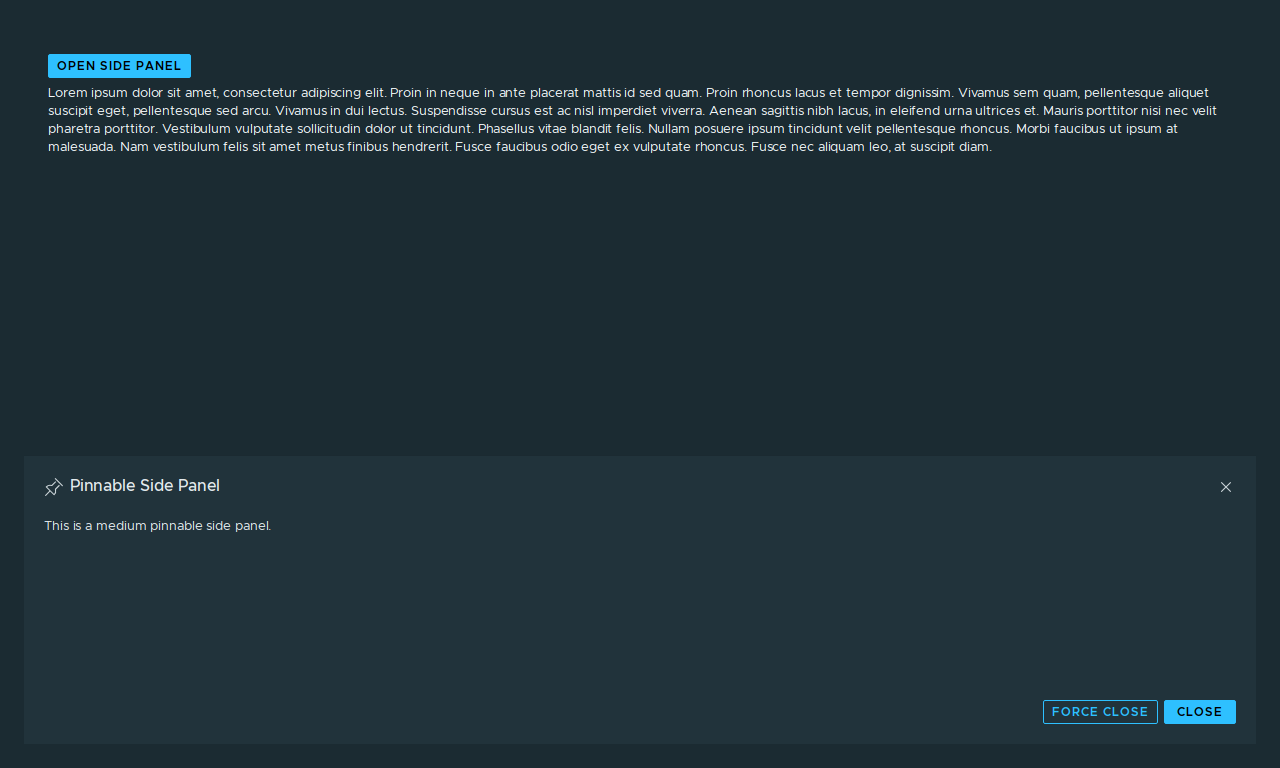 OPEN SIDE PANEL
Lorem ipsum dolor sit amet, consectetur adipiscing elit. Proin in neque in ante placerat mattis id sed quam. Proin rhoncus lacus et tempor dignissim. Vivamus sem quam, pellentesque aliquet
suscipit eget, pellentesque sed arcu. Vivamus in dui lectus. Suspendisse cursus est ac nisl imperdiet viverra. Aenean sagittis nibh lacus, in eleifend urna ultrices et. Mauris porttitor nisi nec velit
pharetra porttitor. Vestibulum vulputate sollicitudin dolor ut tincidunt. Phasellus vitae blandit felis. Nullam posuere ipsum tincidunt velit pellentesque rhoncus. Morbi faucibus ut ipsum at
malesuada. Nam vestibulum felis sit amet metus finibus hendrerit. Fusce faucibus odio eget ex vulputate rhoncus. Fusce nec aliquam leo, at suscipit diam.
Pinnable Side Panel
This is a medium pinnable side panel.
FORCE CLOSE
CLOSE